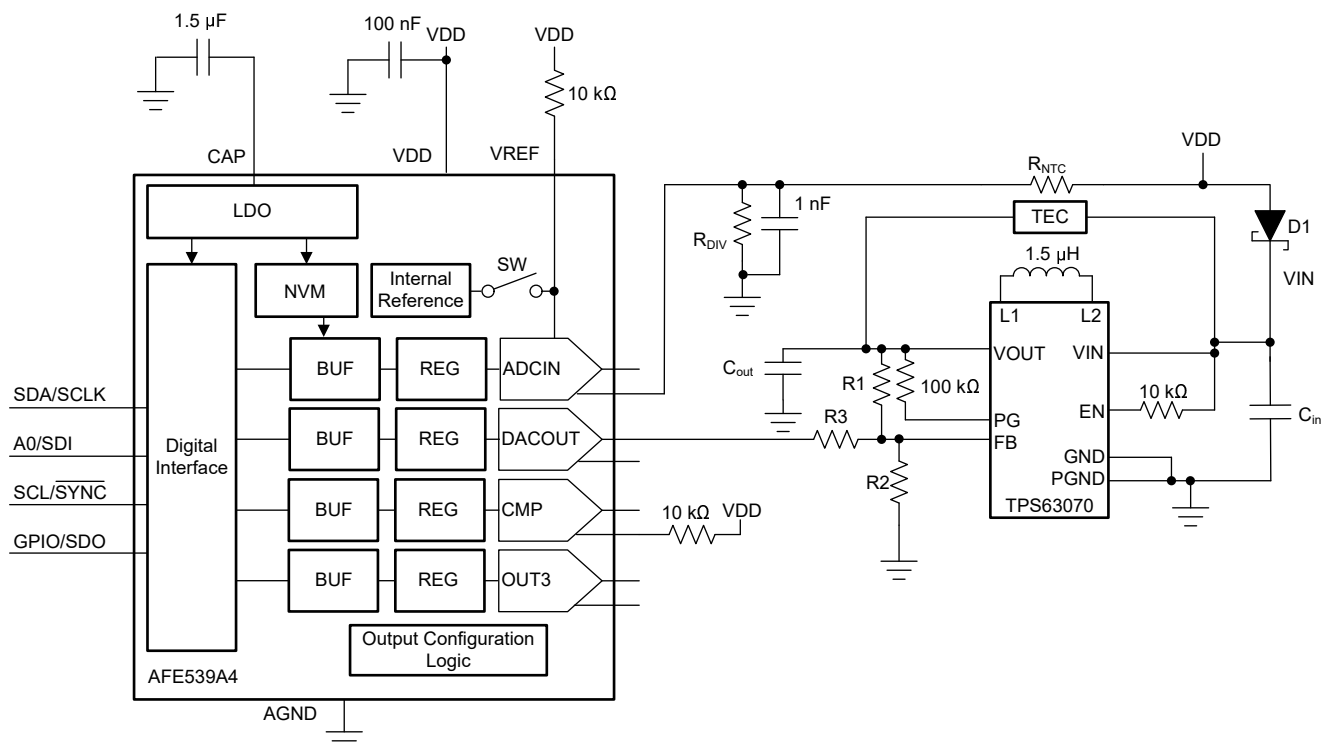 1.5 µF
100 nF
VDD
VDD
10 kΩ
CAP
VDD
VREF
LDO
NVM
Internal
Reference
SW
BUF
REG
ADCIN
BUF
REG
DACOUT
BUF
REG
CMP
BUF
REG
OUT3
SDA/SCLK
A0/SDI
SCL/SYNC
GPIO/SDO
Digital
Interface
Output Configuration
Logic
AFE539A4
AGND
VDD
RNTC
1 nF
RDIV
TEC
D1
1.5 µH
VIN
L1
L2
VOUT
VIN
Cout
R1
100 kΩ
10 kΩ
EN
Cin
PG
R3
FB
GND
R2
PGND
TPS63070
10 kΩ
VDD